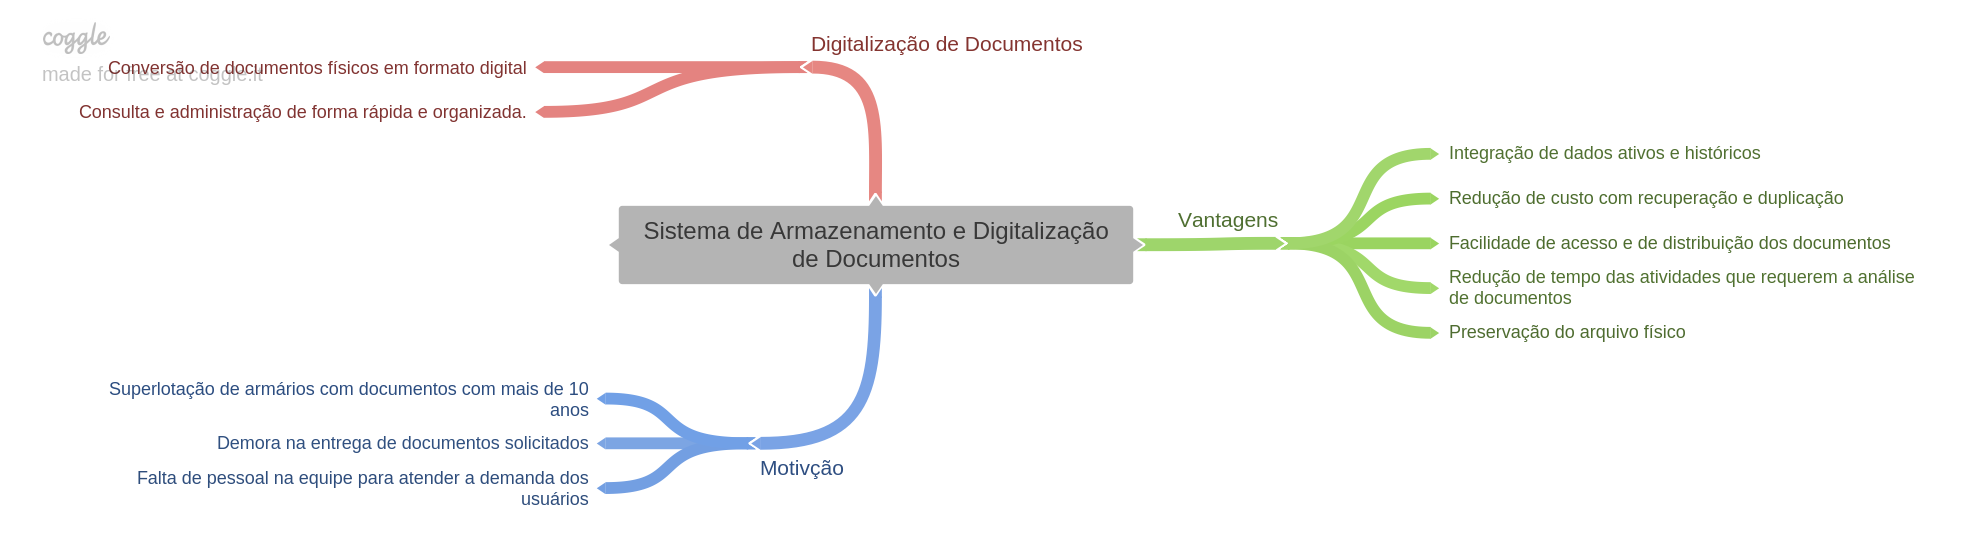 coggle
made for free at coggle.it
Digitalização de Documentos
Conversão de documentos físicos em formato digital
Consulta e administração de forma rápida e organizada.
Sistema de Armazenamento e Digitalização
de Documentos
Vantagens
Integração de dados ativos e históricos
Redução de custo com recuperação e duplicação
Facilidade de acesso e de distribuição dos documentos
Redução de tempo das atividades que requerem a análise
de documentos
Preservação do arquivo físico
Motivção
Superlotação de armários com documentos com mais de 10
anos
Demora na entrega de documentos solicitados
Falta de pessoal na equipe para atender a demanda dos
usuários